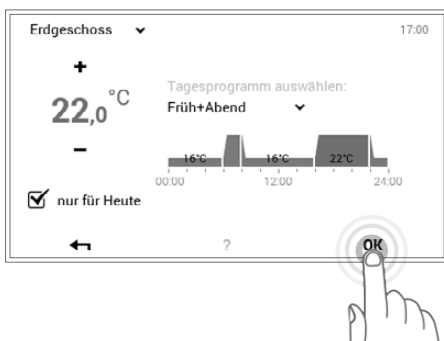 Erdgeschoss
17:00
+
22,0 °C
−
Tagesprogramm auswählen:
Früh+Abend
16°C 16°C 22°C
00:00 12:00 24:00
nur für Heute
? OK